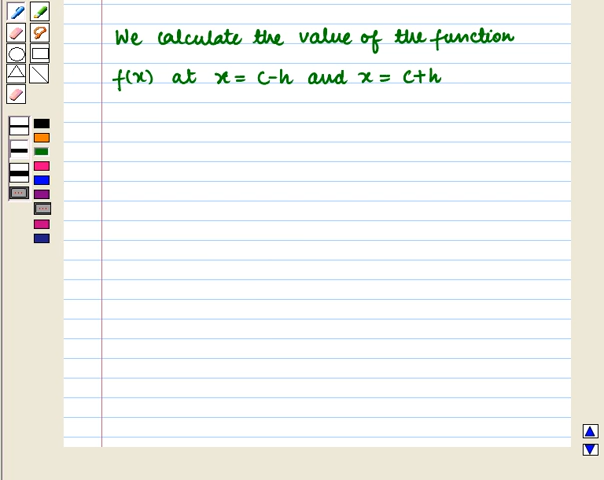 We calculate the value of the function
f(x) at x = c-h and x = c+h